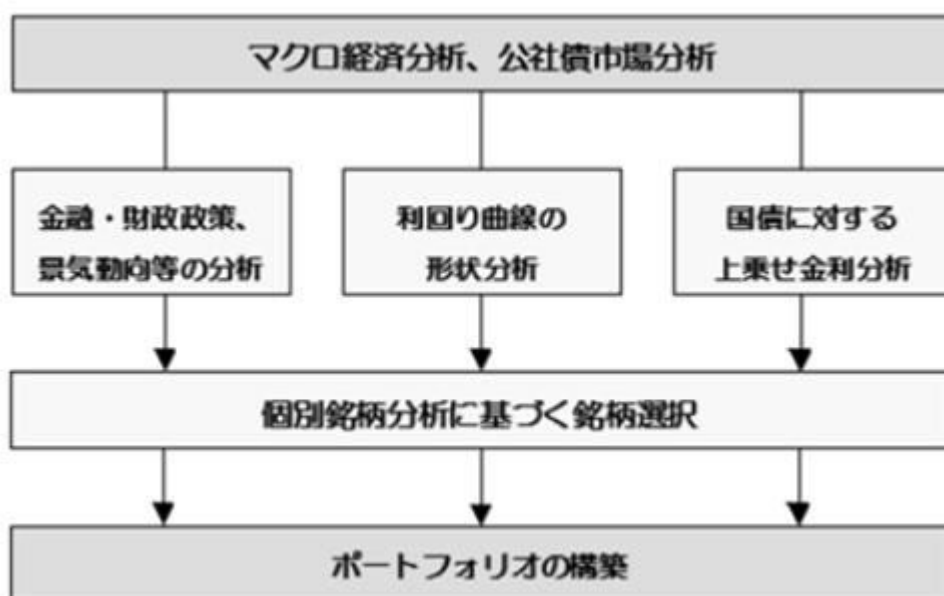 マクロ経済分析、公社債市場分析
金融・財政政策、
景気動向等の分析
利回り曲線の
形状分析
国債に対する
上乗せ金利分析
個別銘柄分析に基づく銘柄選択
ポートフォリオの構築